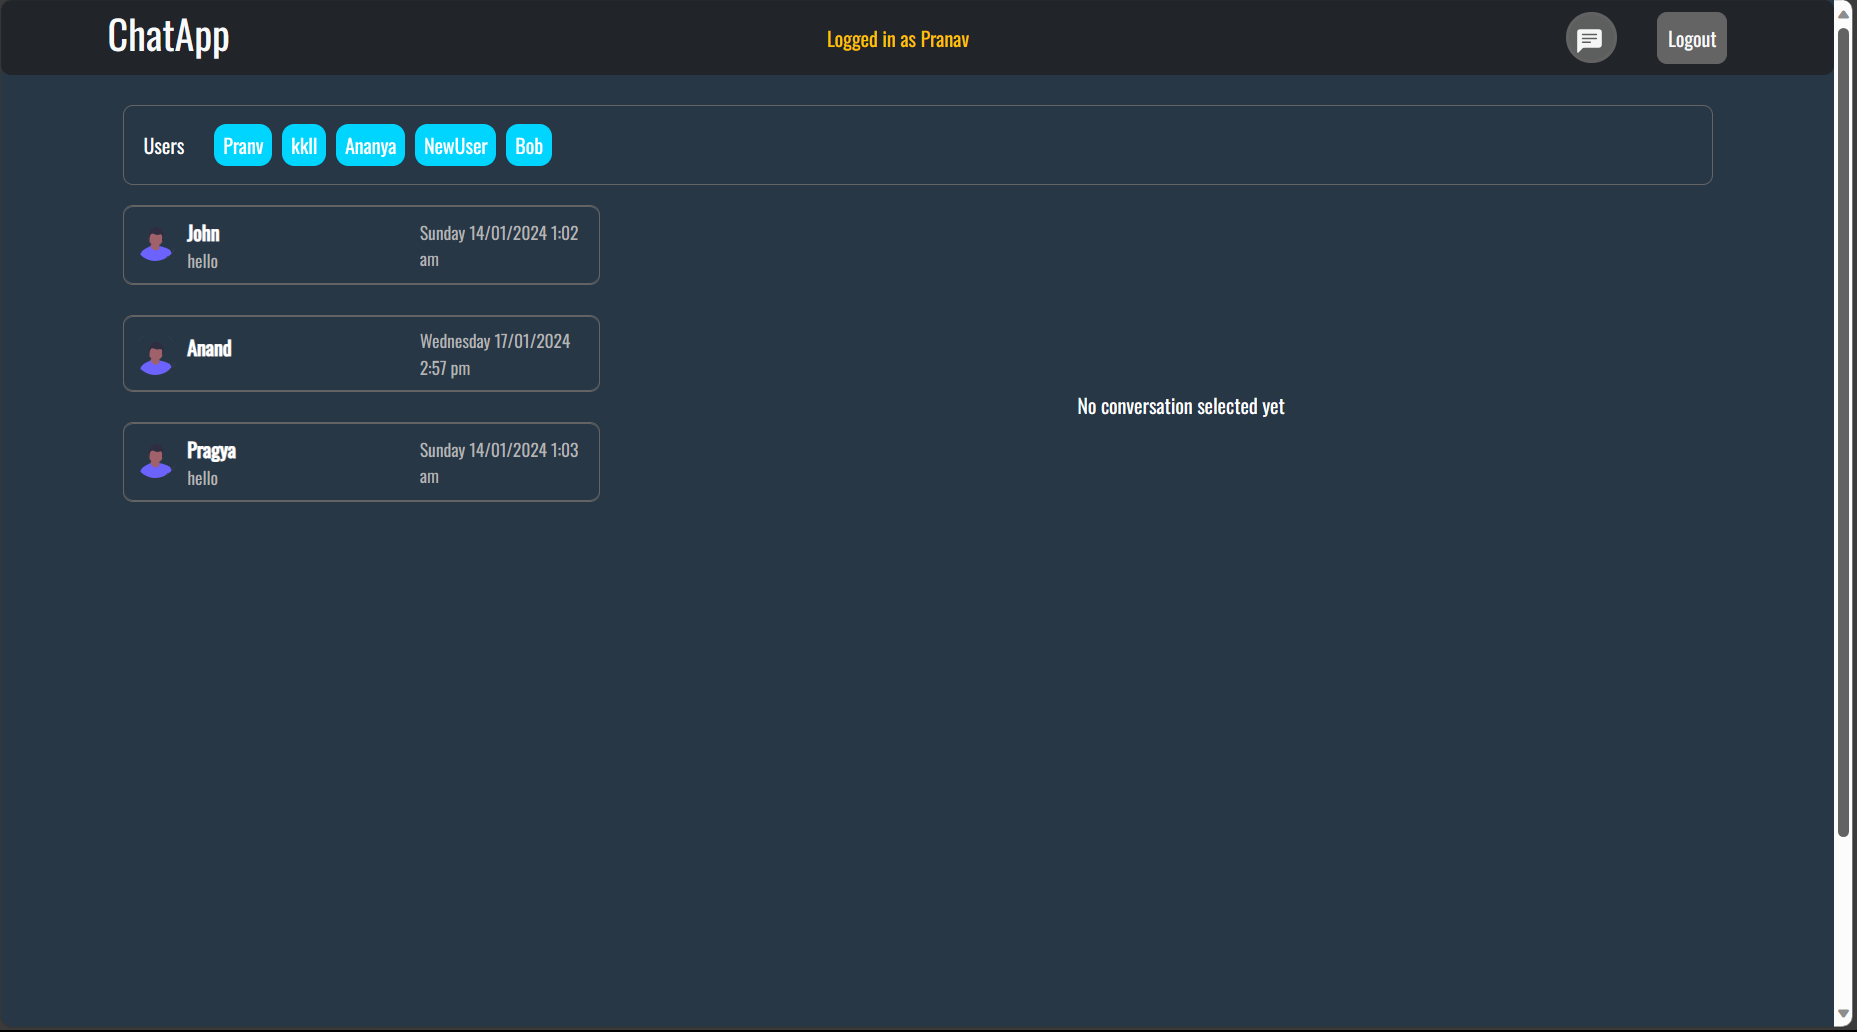 ChatApp
Logged in as Pranav
Logout
Users Pranv kkll Ananya NewUser Bob
John
hello
Sunday 14/01/2024 1:02
am
Anand
Wednesday 17/01/2024
2:57 pm
Pragya
hello
Sunday 14/01/2024 1:03
am
No conversation selected yet